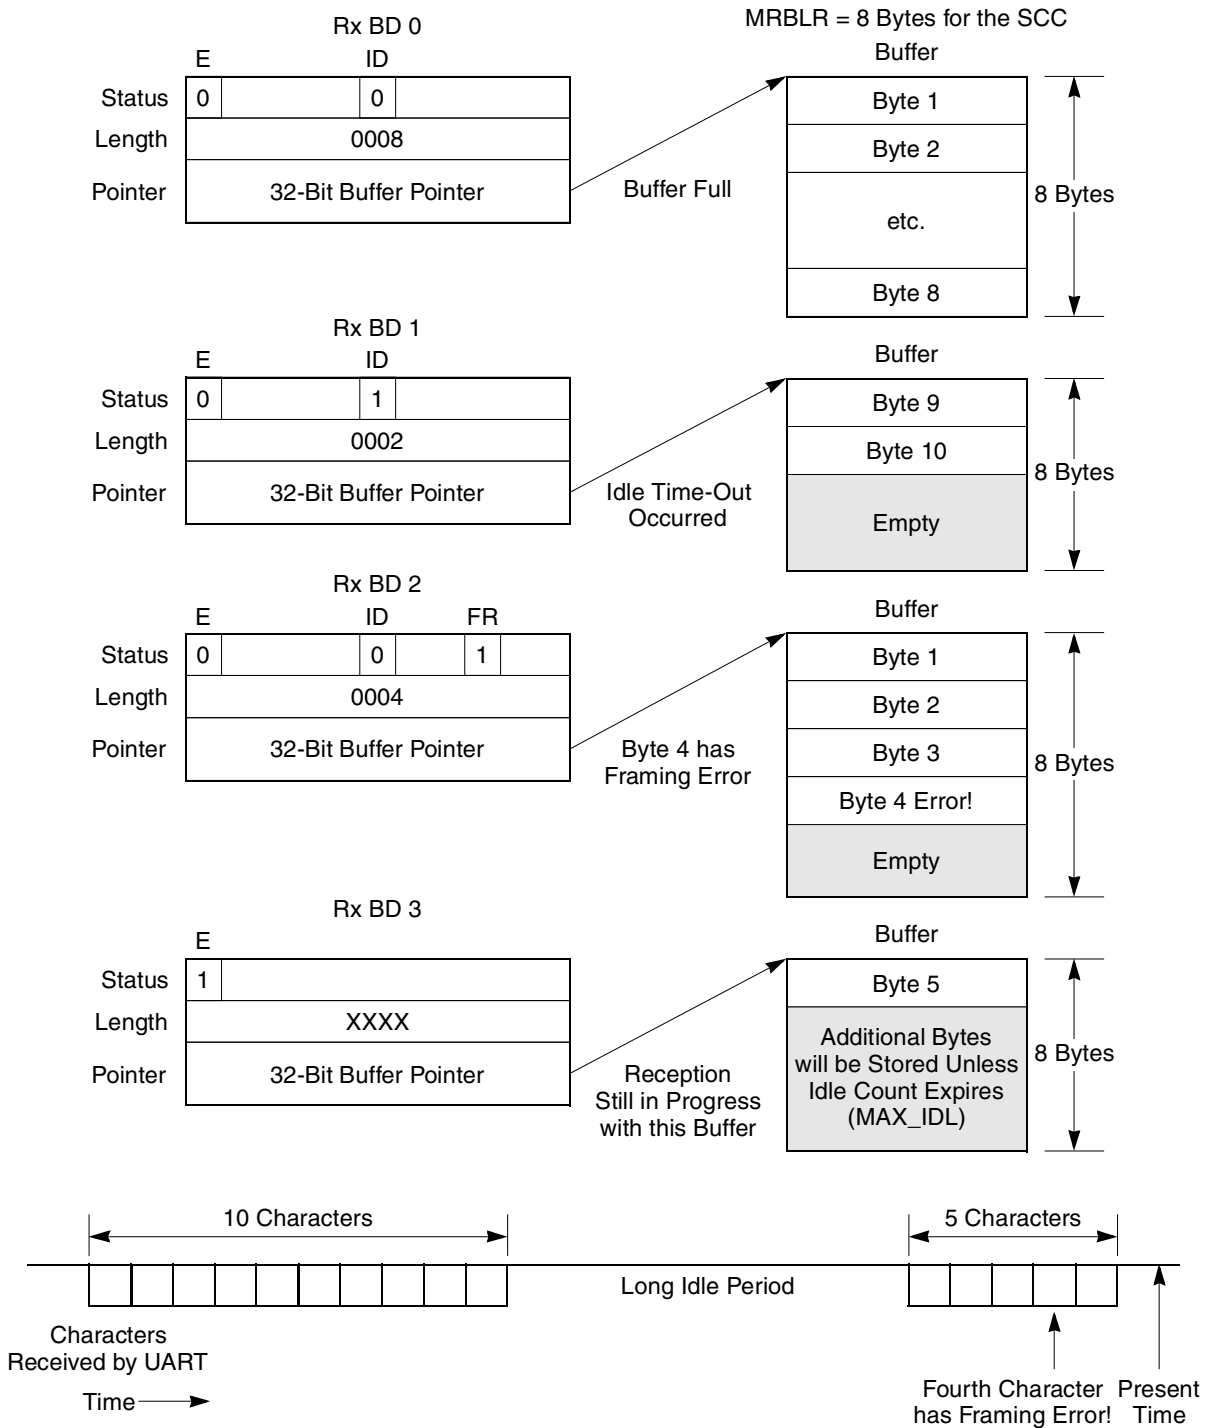 Rx BD 0
MRBLR = 8 Bytes for the SCC
E ID
Buffer
Status 0 0
Byte 1
Length 0008
Byte 2
Pointer 32-Bit Buffer Pointer
Buffer Full
8 Bytes
etc.
Byte 8
Rx BD 1
E ID
Buffer
Status 0 1
Byte 9
Length 0002
Byte 10
Pointer 32-Bit Buffer Pointer
Idle Time-Out
Occurred
8 Bytes
Empty
Rx BD 2
E ID FR
Buffer
Status 0 0 1
Byte 1
Length 0004
Byte 2
Pointer 32-Bit Buffer Pointer
Byte 4 has
Framing Error
Byte 3
8 Bytes
Byte 4 Error!
Empty
Rx BD 3
E
Buffer
Status 1
Byte 5
Length XXXX
Pointer 32-Bit Buffer Pointer
Reception
Still in Progress
with this Buffer
Additional Bytes
will be Stored Unless
Idle Count Expires
(MAX_IDL)
8 Bytes
10 Characters
5 Characters
Long Idle Period
Characters
Received by UART
Time
Fourth Character
has Framing Error!
Present
Time